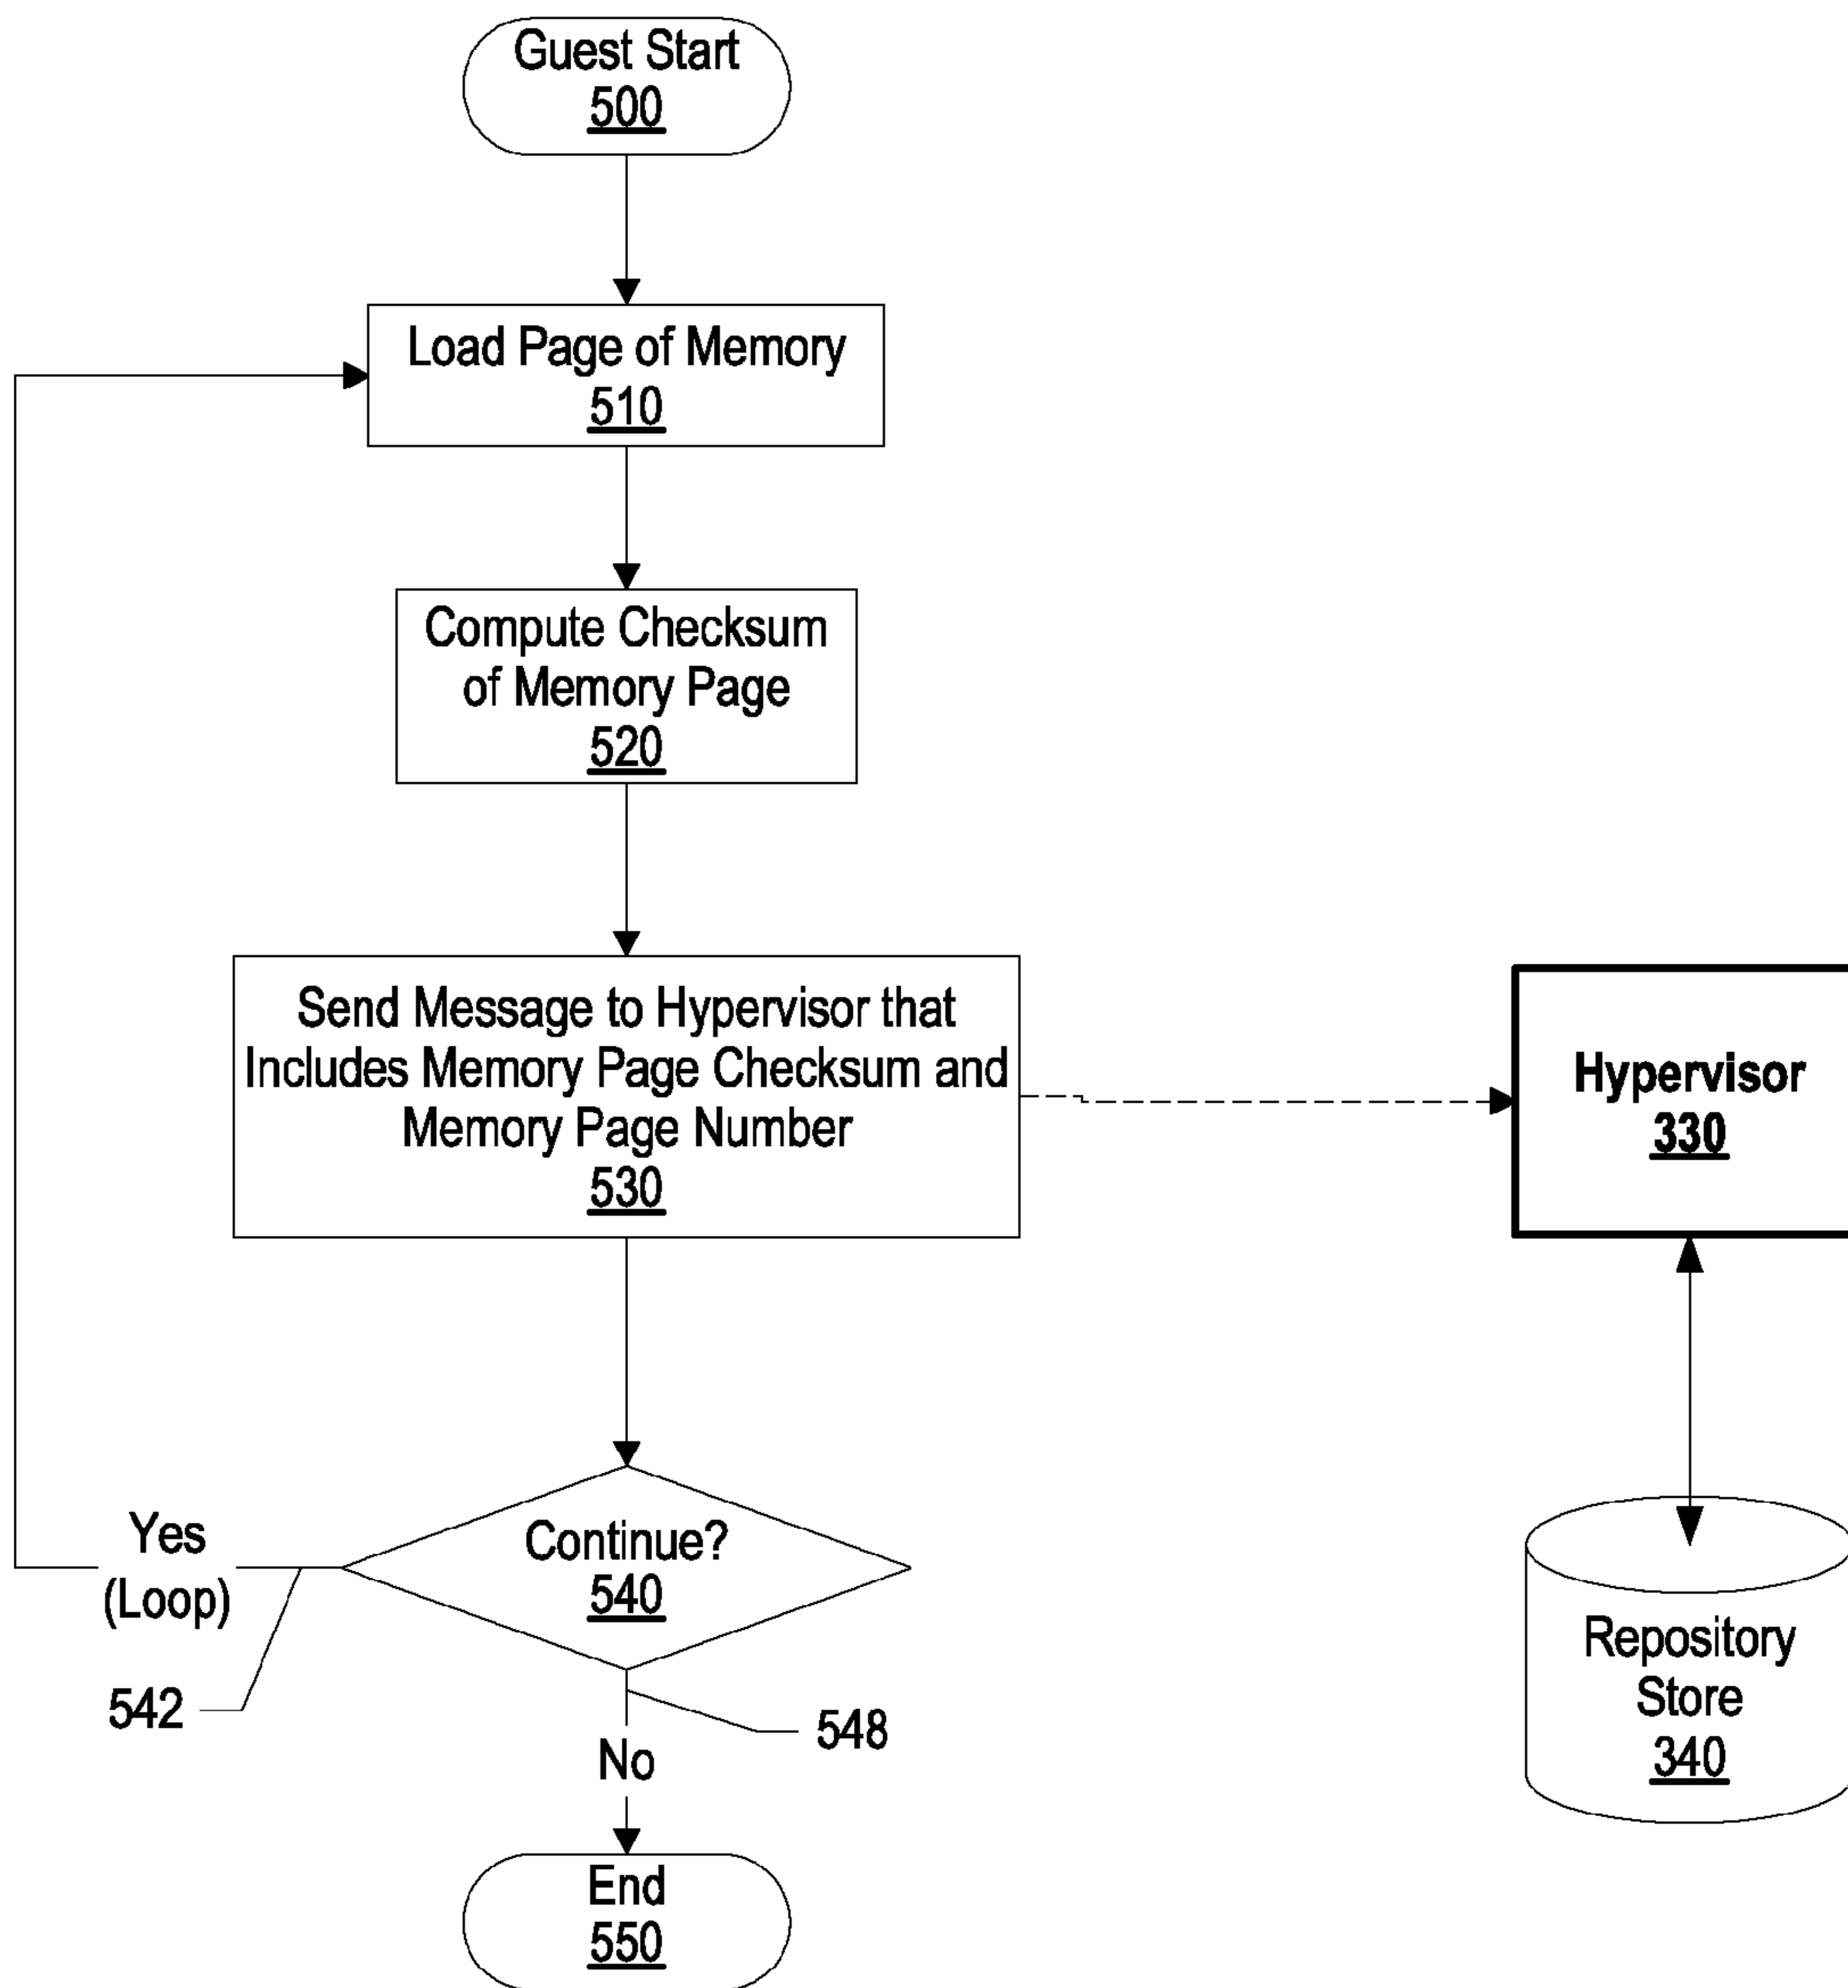 Guest Start
500
Load Page of Memory
510
Compute Checksum
of Memory Page
520
Send Message to Hypervisor that
Includes Memory Page Checksum and
Memory Page Number
530
Hypervisor
330
Continue?
540
Yes
(Loop)
542
548
No
Repository
Store
340
End
550